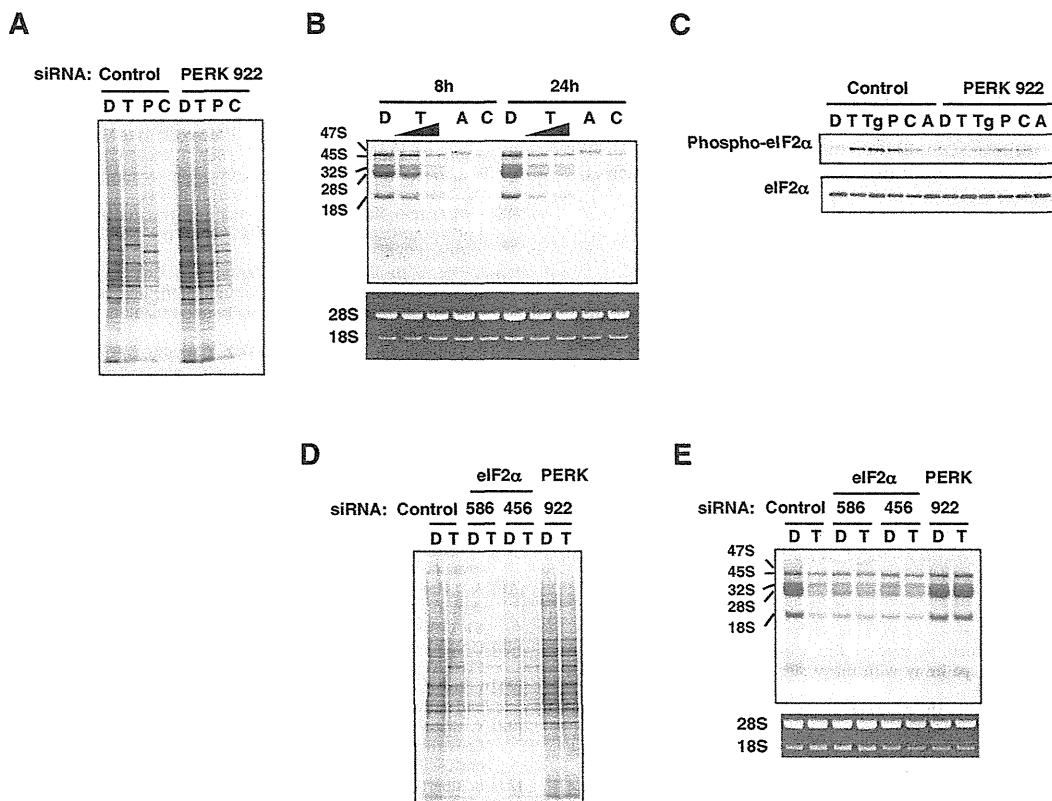 A
siRNA: Control PERK 922
D T P C D T P C
B
8h 24h
D T A C D T A C
47S
45S
32S
28S
18S
28S
18S
C
Control PERK 922
D T Tg P C A D T Tg P C A
Phospho-eIF2α
eIF2α
D
eIF2α PERK
siRNA: Control 586 456 922
D T D T D T D T
E
eIF2α PERK
siRNA: Control 586 456 922
D T D T D T D T
47S
45S
32S
28S
18S
28S
18S